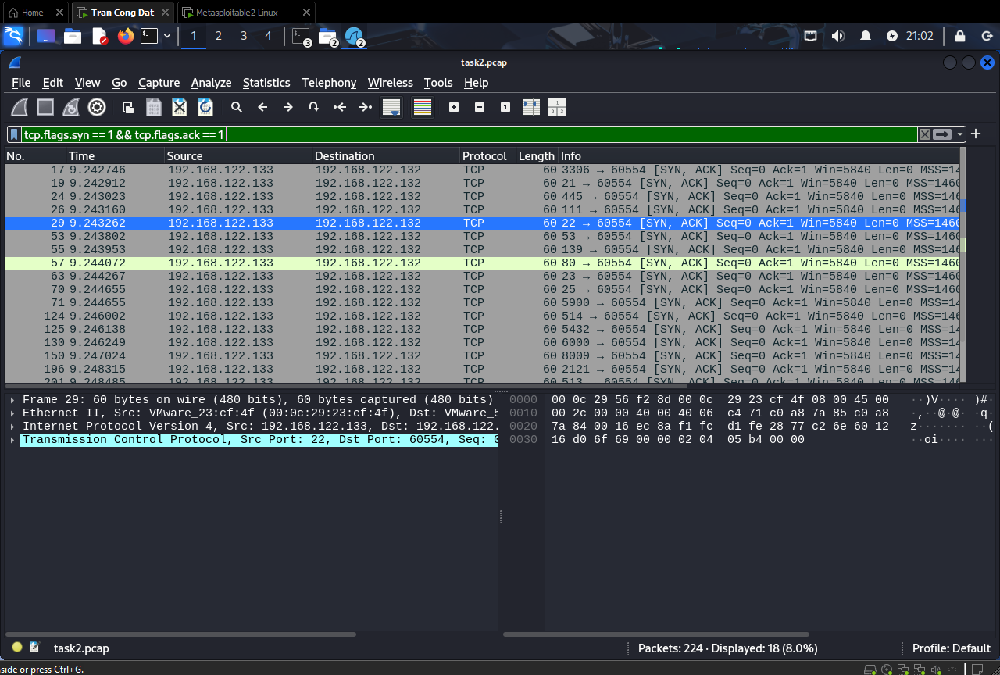 Home Tran Cong Dat Metasploitable2-Linux
1 2 3 4 3 2 2 21:02
task2.pcap
File Edit View Go Capture Analyze Statistics Telephony Wireless Tools Help
tcp.flags.syn == 1 && tcp.flags.ack == 1
No. Time Source Destination Protocol Length Info
17 9.242746 192.168.122.133 192.168.122.132 TCP 60 3306 → 60554 [SYN, ACK] Seq=0 Ack=1 Win=5840 Len=0 MSS=14
19 9.242912 192.168.122.133 192.168.122.132 TCP 60 21 → 60554 [SYN, ACK] Seq=0 Ack=1 Win=5840 Len=0 MSS=1460
24 9.243023 192.168.122.133 192.168.122.132 TCP 60 445 → 60554 [SYN, ACK] Seq=0 Ack=1 Win=5840 Len=0 MSS=146
26 9.243160 192.168.122.133 192.168.122.132 TCP 60 111 → 60554 [SYN, ACK] Seq=0 Ack=1 Win=5840 Len=0 MSS=146
29 9.243262 192.168.122.133 192.168.122.132 TCP 60 22 → 60554 [SYN, ACK] Seq=0 Ack=1 Win=5840 Len=0 MSS=1460
53 9.243802 192.168.122.133 192.168.122.132 TCP 60 53 → 60554 [SYN, ACK] Seq=0 Ack=1 Win=5840 Len=0 MSS=1460
55 9.243953 192.168.122.133 192.168.122.132 TCP 60 139 → 60554 [SYN, ACK] Seq=0 Ack=1 Win=5840 Len=0 MSS=146
57 9.244072 192.168.122.133 192.168.122.132 TCP 60 80 → 60554 [SYN, ACK] Seq=0 Ack=1 Win=5840 Len=0 MSS=1460
63 9.244267 192.168.122.133 192.168.122.132 TCP 60 23 → 60554 [SYN, ACK] Seq=0 Ack=1 Win=5840 Len=0 MSS=1460
70 9.244655 192.168.122.133 192.168.122.132 TCP 60 25 → 60554 [SYN, ACK] Seq=0 Ack=1 Win=5840 Len=0 MSS=1460
71 9.244655 192.168.122.133 192.168.122.132 TCP 60 5900 → 60554 [SYN, ACK] Seq=0 Ack=1 Win=5840 Len=0 MSS=14
124 9.246002 192.168.122.133 192.168.122.132 TCP 60 514 → 60554 [SYN, ACK] Seq=0 Ack=1 Win=5840 Len=0 MSS=146
125 9.246138 192.168.122.133 192.168.122.132 TCP 60 5432 → 60554 [SYN, ACK] Seq=0 Ack=1 Win=5840 Len=0 MSS=14
130 9.246249 192.168.122.133 192.168.122.132 TCP 60 6000 → 60554 [SYN, ACK] Seq=0 Ack=1 Win=5840 Len=0 MSS=14
150 9.247024 192.168.122.133 192.168.122.132 TCP 60 8009 → 60554 [SYN, ACK] Seq=0 Ack=1 Win=5840 Len=0 MSS=14
196 9.248315 192.168.122.133 192.168.122.132 TCP 60 2121 → 60554 [SYN, ACK] Seq=0 Ack=1 Win=5840 Len=0 MSS=14
201 9.248485 192.168.122.133 192.168.122.132 TCP 60 513 → 60554 [SYN, ACK] Seq=0 Ack=1 Win=5840 Len=0 MSS=146
Frame 29: 60 bytes on wire (480 bits), 60 bytes captured (480 bits)
Ethernet II, Src: VMware_23:cf:4f (00:0c:29:23:cf:4f), Dst: VMware_5
Internet Protocol Version 4, Src: 192.168.122.133, Dst: 192.168.122.
Transmission Control Protocol, Src Port: 22, Dst Port: 60554, Seq: 0
0000 00 0c 29 56 f2 8d 00 0c 29 23 cf 4f 08 00 45 00 ··)V···· )#·
0010 00 2c 00 00 40 00 40 06 c4 71 c0 a8 7a 85 c0 a8 ·,··@·@· ·q·
0020 7a 84 00 16 ec 8a f1 fc d1 fe 28 77 c2 6e 60 12 z······· ··(
0030 16 d0 6f 69 00 00 02 04 05 b4 00 00 ··oi···· ····
task2.pcap
Packets: 224 · Displayed: 18 (8.0%)
Profile: Default
side or press Ctrl+G.